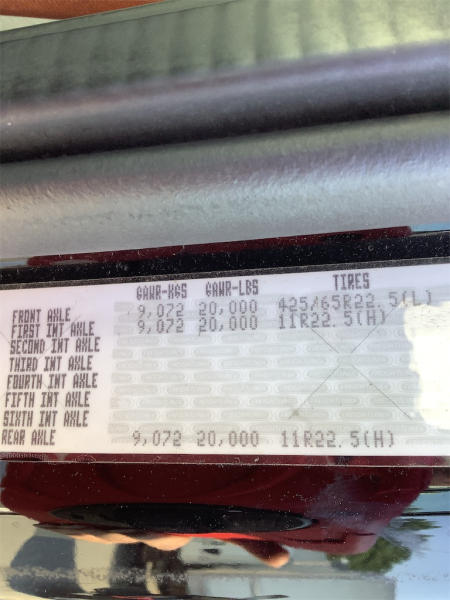 GAWR-KGS GAWR-LBS TIRES
FRONT AXLE 9,072 20,000 425/65R22.5(L)
FIRST INT AXLE 9,072 20,000 11R22.5(H)
SECOND INT AXLE
THIRD INT AXLE
FOURTH INT AXLE
FIFTH INT AXLE
SIXTH INT AXLE
REAR AXLE 9,072 20,000 11R22.5(H)